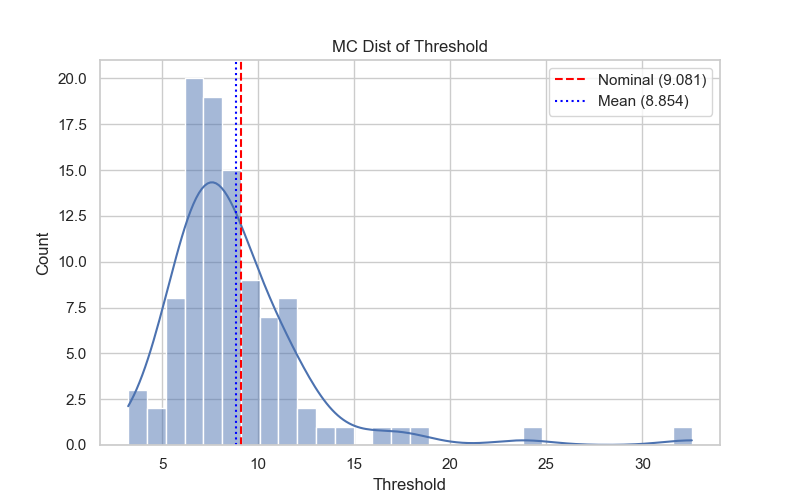 MC Dist of Threshold
Nominal (9.081)
Mean (8.854)
20.0
17.5
15.0
12.5
10.0
7.5
5.0
2.5
0.0
Count
5 10 15 20 25 30
Threshold